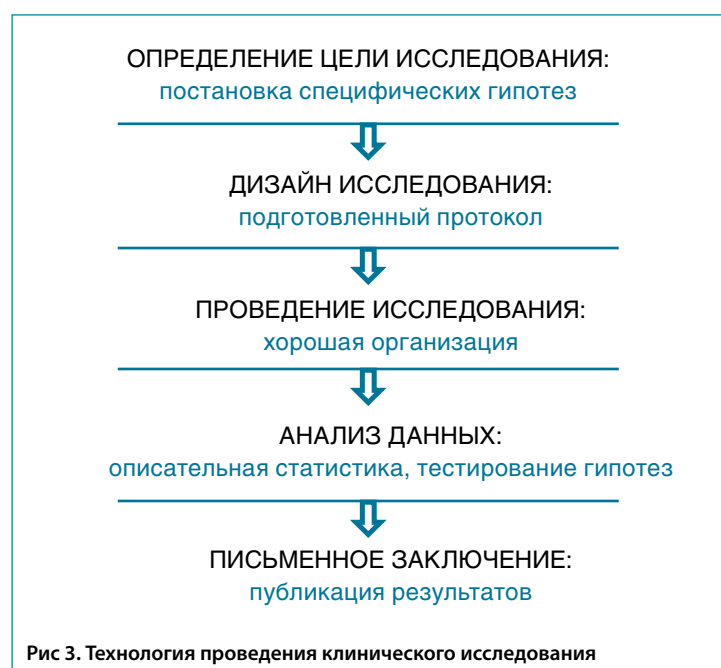 ОПРЕДЕЛЕНИЕ ЦЕЛИ ИССЛЕДОВАНИЯ:
постановка специфических гипотез
ДИЗАЙН ИССЛЕДОВАНИЯ:
подготовленный протокол
ПРОВЕДЕНИЕ ИССЛЕДОВАНИЯ:
хорошая организация
АНАЛИЗ ДАННЫХ:
описательная статистика, тестирование гипотез
ПИСЬМЕННОЕ ЗАКЛЮЧЕНИЕ:
публикация результатов
Рис 3. Технология проведения клинического исследования